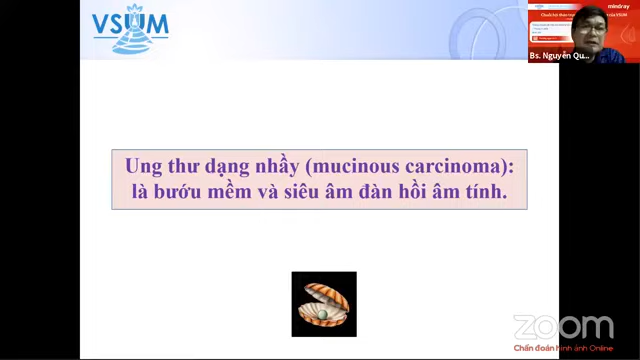 VSUM
mindray
Bs. Nguyễn Qu...
Ung thư dạng nhầy (mucinous carcinoma):
là bướu mềm và siêu âm đàn hồi âm tính.
zoom
Chẩn đoán hình ảnh Online